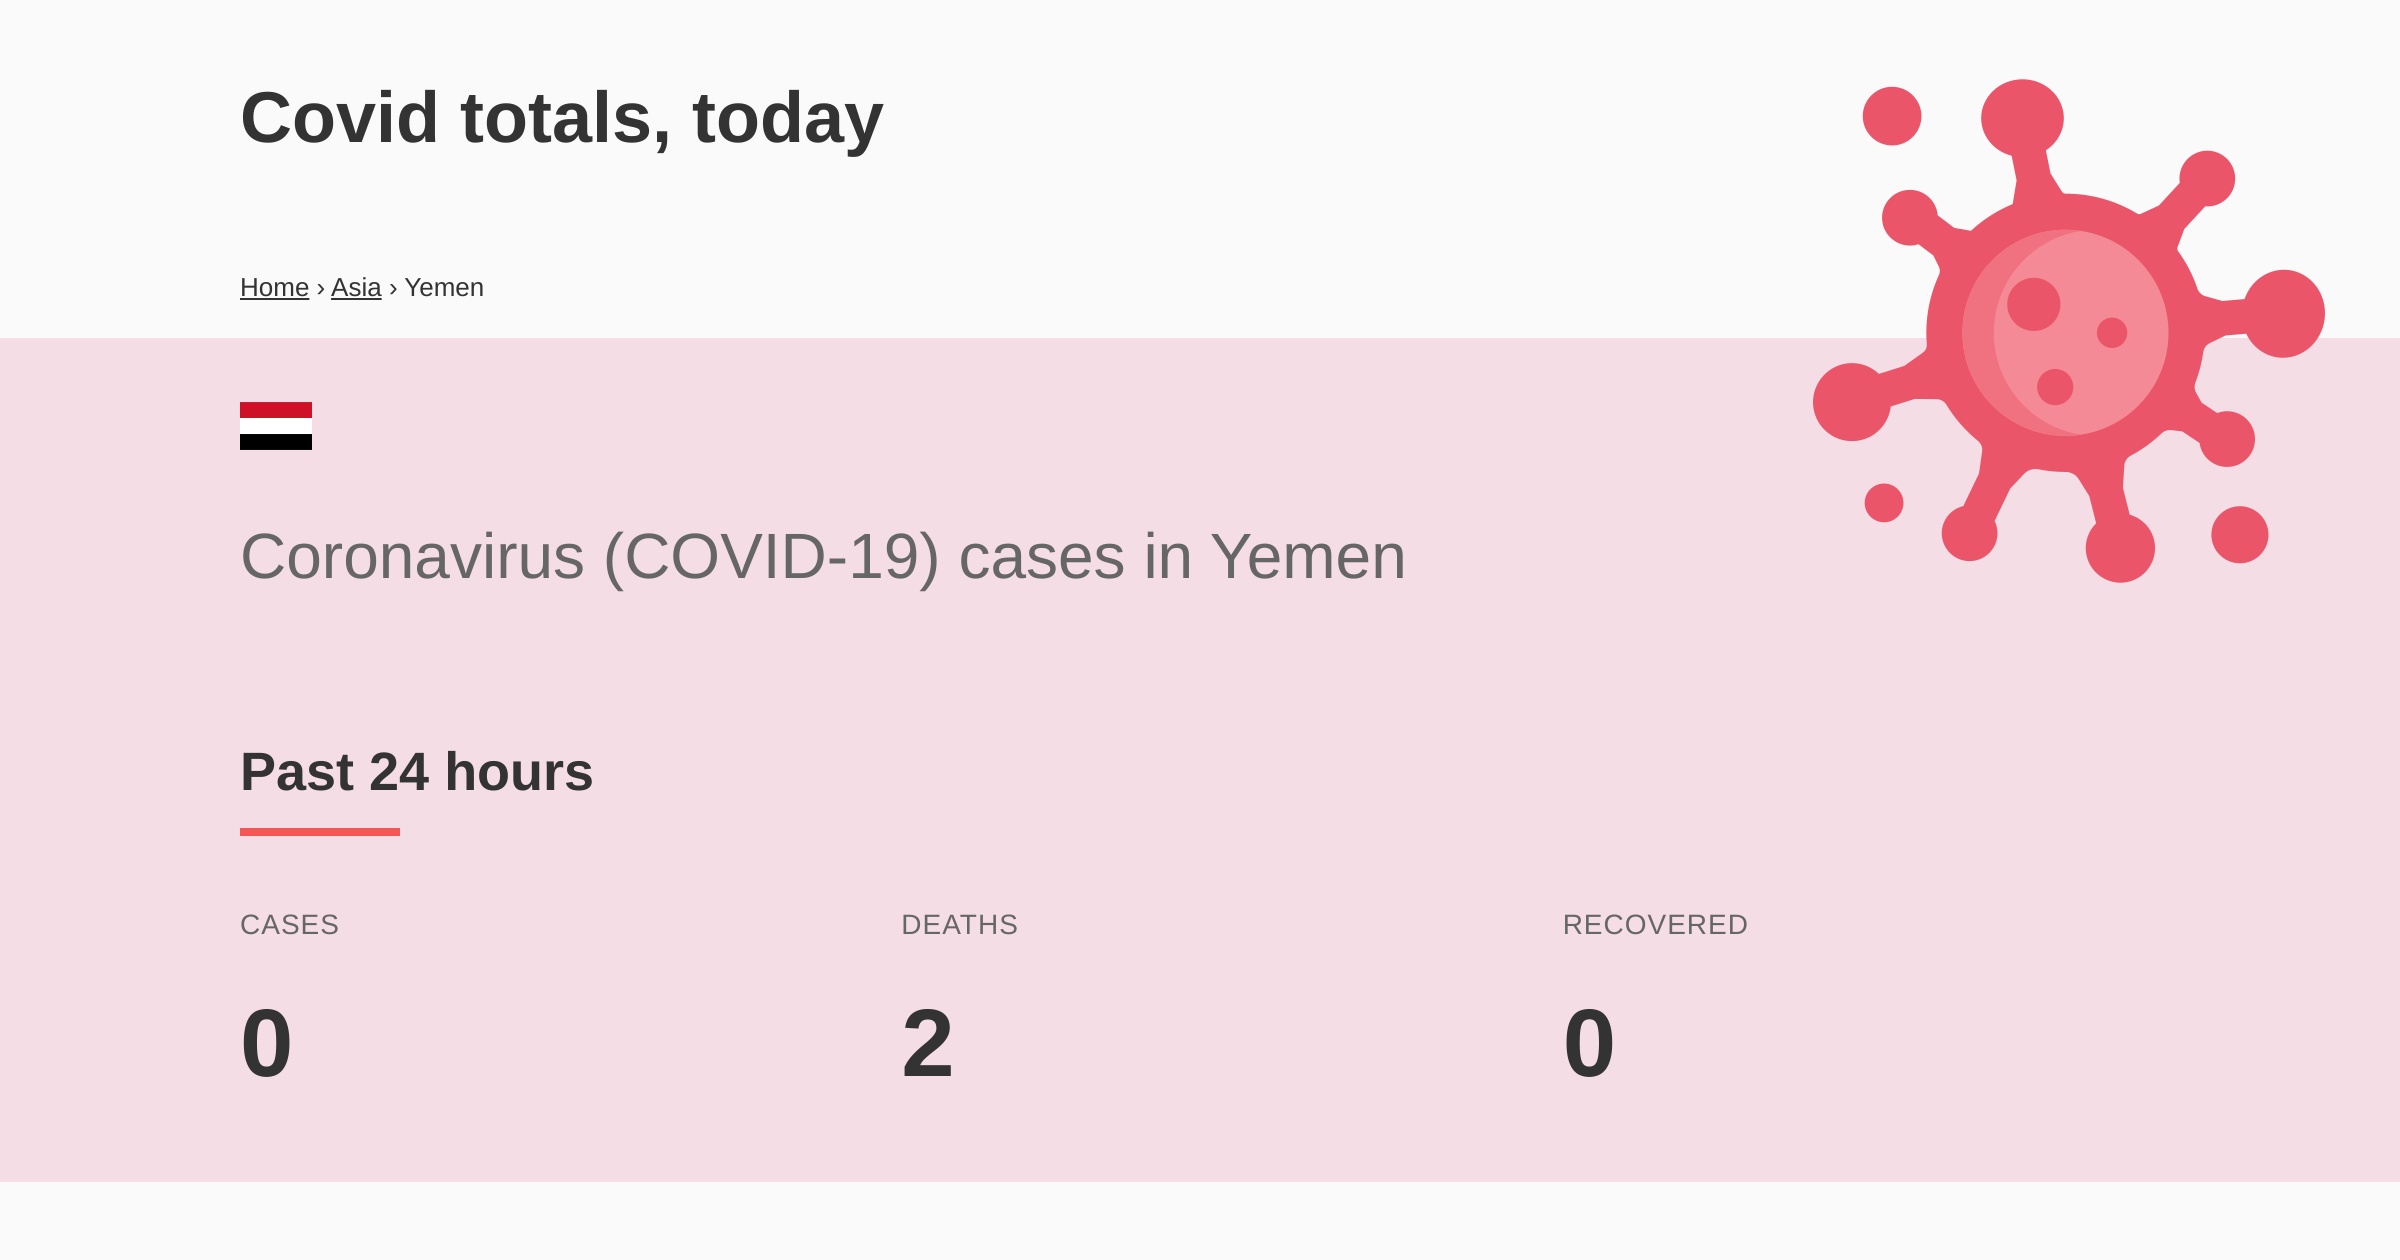 Covid totals, today
Home › Asia › Yemen
Coronavirus (COVID-19) cases in Yemen
Past 24 hours
CASES DEATHS RECOVERED
0 2 0